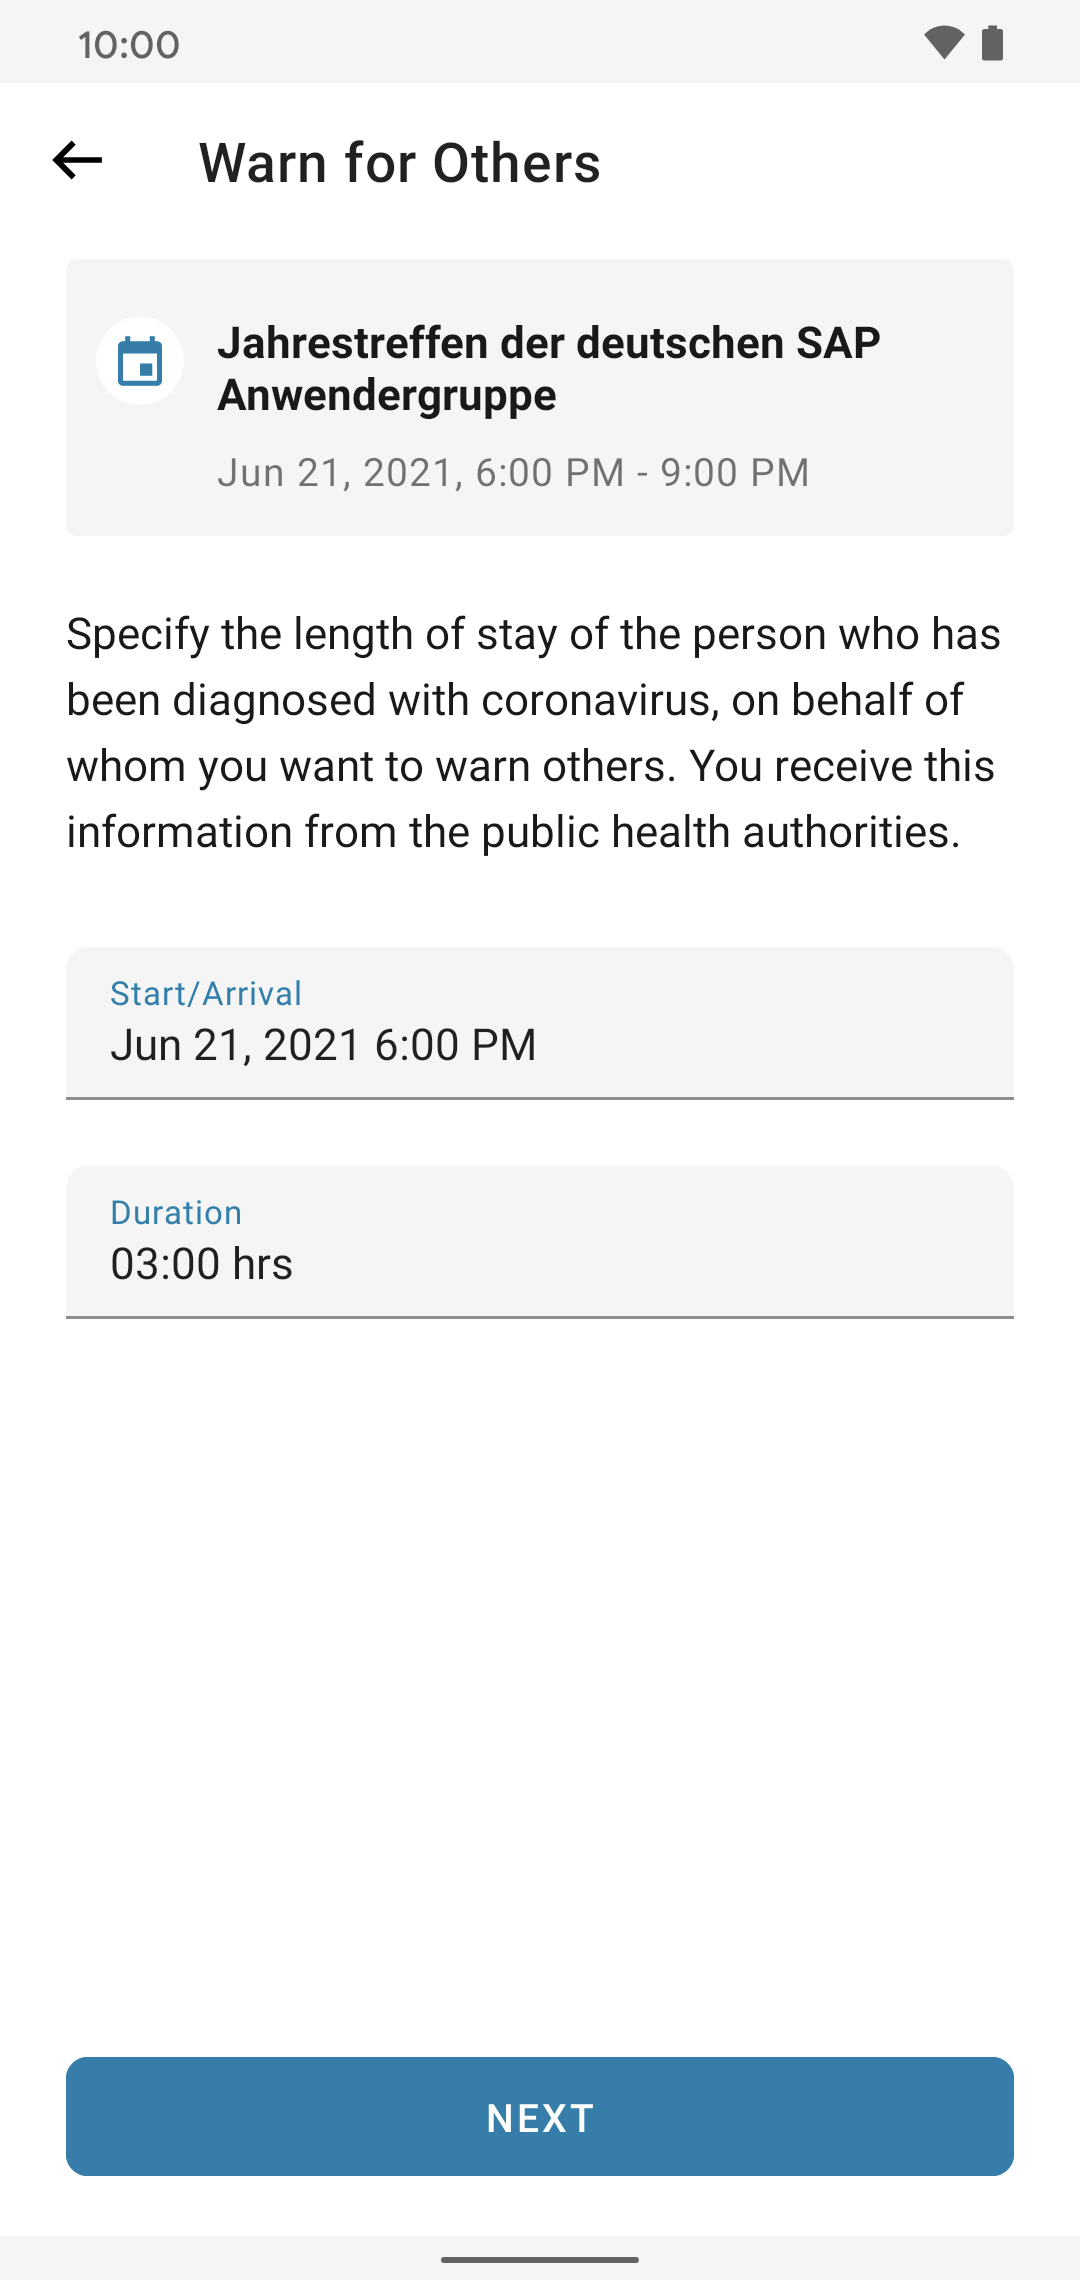 10:00
Warn for Others
Jahrestreffen der deutschen SAP
Anwendergruppe
Jun 21, 2021, 6:00 PM - 9:00 PM
Specify the length of stay of the person who has
been diagnosed with coronavirus, on behalf of
whom you want to warn others. You receive this
information from the public health authorities.
Start/Arrival
Jun 21, 2021 6:00 PM
Duration
03:00 hrs
NEXT